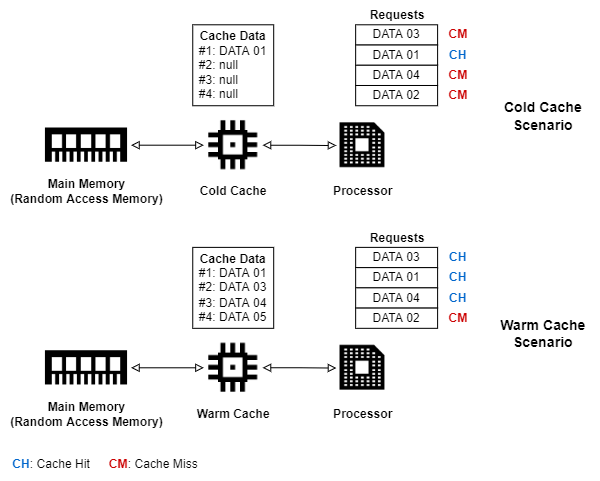 Requests
Cache Data
#1: DATA 01
#2: null
#3: null
#4: null
DATA 03 CM
DATA 01 CH
DATA 04 CM
DATA 02 CM
Cold Cache
Scenario
Main Memory
(Random Access Memory)
Cold Cache
Processor
Requests
Cache Data
#1: DATA 01
#2: DATA 03
#3: DATA 04
#4: DATA 05
DATA 03 CH
DATA 01 CH
DATA 04 CH
DATA 02 CM
Warm Cache
Scenario
Main Memory
(Random Access Memory)
Warm Cache
Processor
CH: Cache Hit CM: Cache Miss